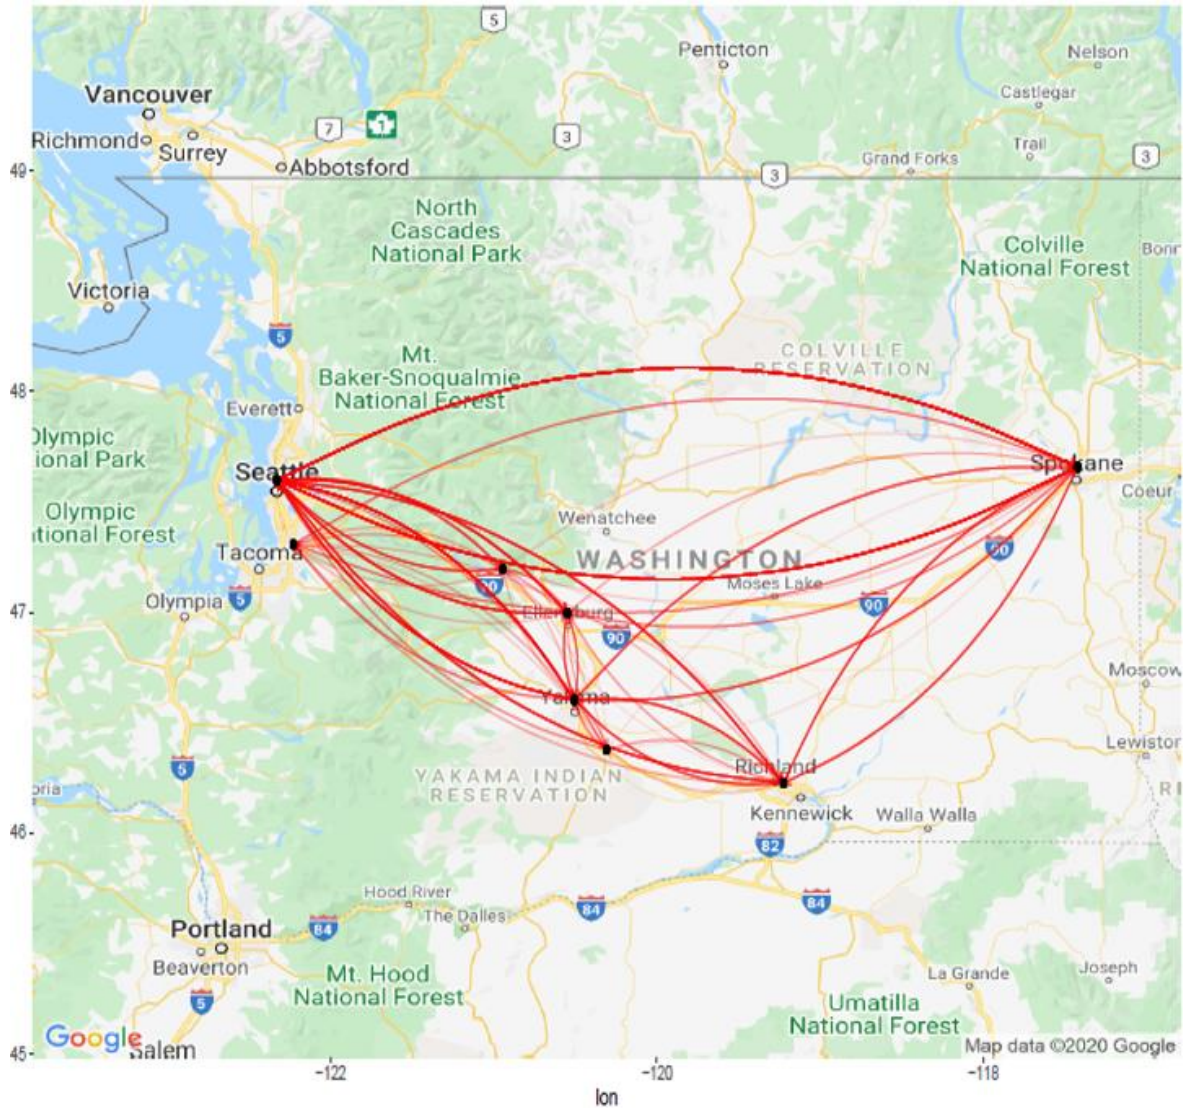 5
Penticton
Nelson
Vancouver
Castlegar
7
1
3
Richmond
Surrey
Abbotsford
Trail
3
Grand Forks
3
49
North
Cascades
National Park
Colville
National Forest
Victoria
5
COLVILLE
RESERVATION
Mt.
Baker-Snoqualmie
National Forest
48
Everett
Olympic
ional Park
Seattle
Spokane
Coeur
Olympic
tional Forest
Wenatchee
Tacoma
WASHINGTON
90
90
Moses Lake
Olympia
5
90
47
Ellensburg
90
Moscow
Yakima
Lewiston
5
YAKAMA INDIAN
RESERVATION
Richland
oria
Kennewick
Walla Walla
46
82
Hood River
The Dalles
84
84
84
Portland
Beaverton
5
Mt. Hood
National Forest
La Grande
Joseph
Umatilla
National Forest
Google
Salem
Map data ©2020 Google
45
-122
-120
-118
lon